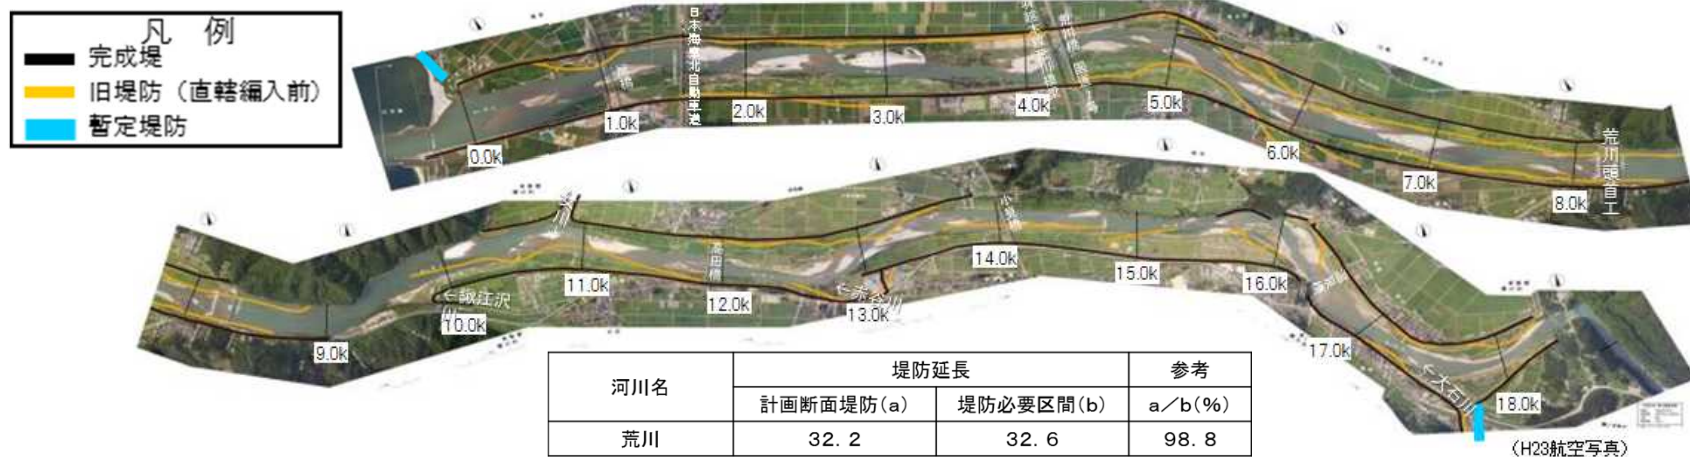 凡 例
完成堤
旧堤防（直轄編入前）
暫定堤防
日本海東北自動車道
荒川橋
0.0k
1.0k
2.0k
3.0k
4.0k
5.0k
6.0k
7.0k
8.0k
荒川頭首工
9.0k
←鍬江沢川
10.0k
11.0k
高田橋
12.0k
←赤谷川
13.0k
小岩橋
14.0k
15.0k
16.0k
17.0k
←大石川
18.0k
河川名 堤防延長 参考
計画断面堤防(a) 堤防必要区間(b) a／b(%)
荒川 32.2 32.6 98.8
(H23航空写真)